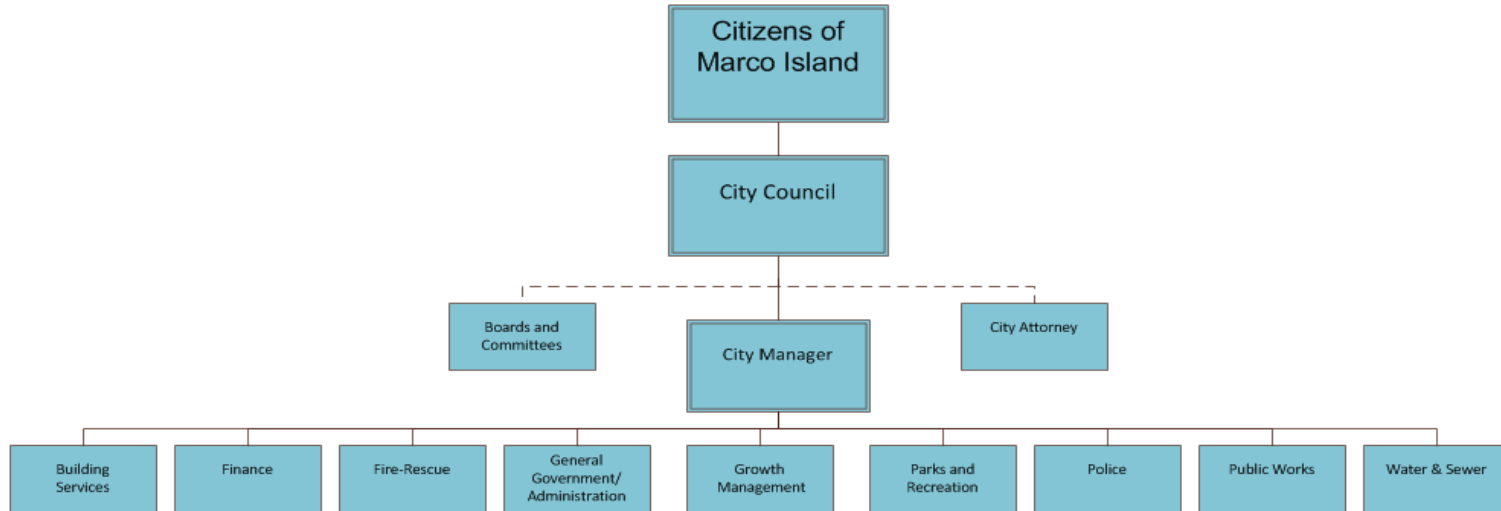 Citizens of
Marco Island
City Council
Boards and
Committees
City Manager
City Attorney
Building
Services
Finance
Fire-Rescue
General
Government/
Administration
Growth
Management
Parks and
Recreation
Police
Public Works
Water & Sewer